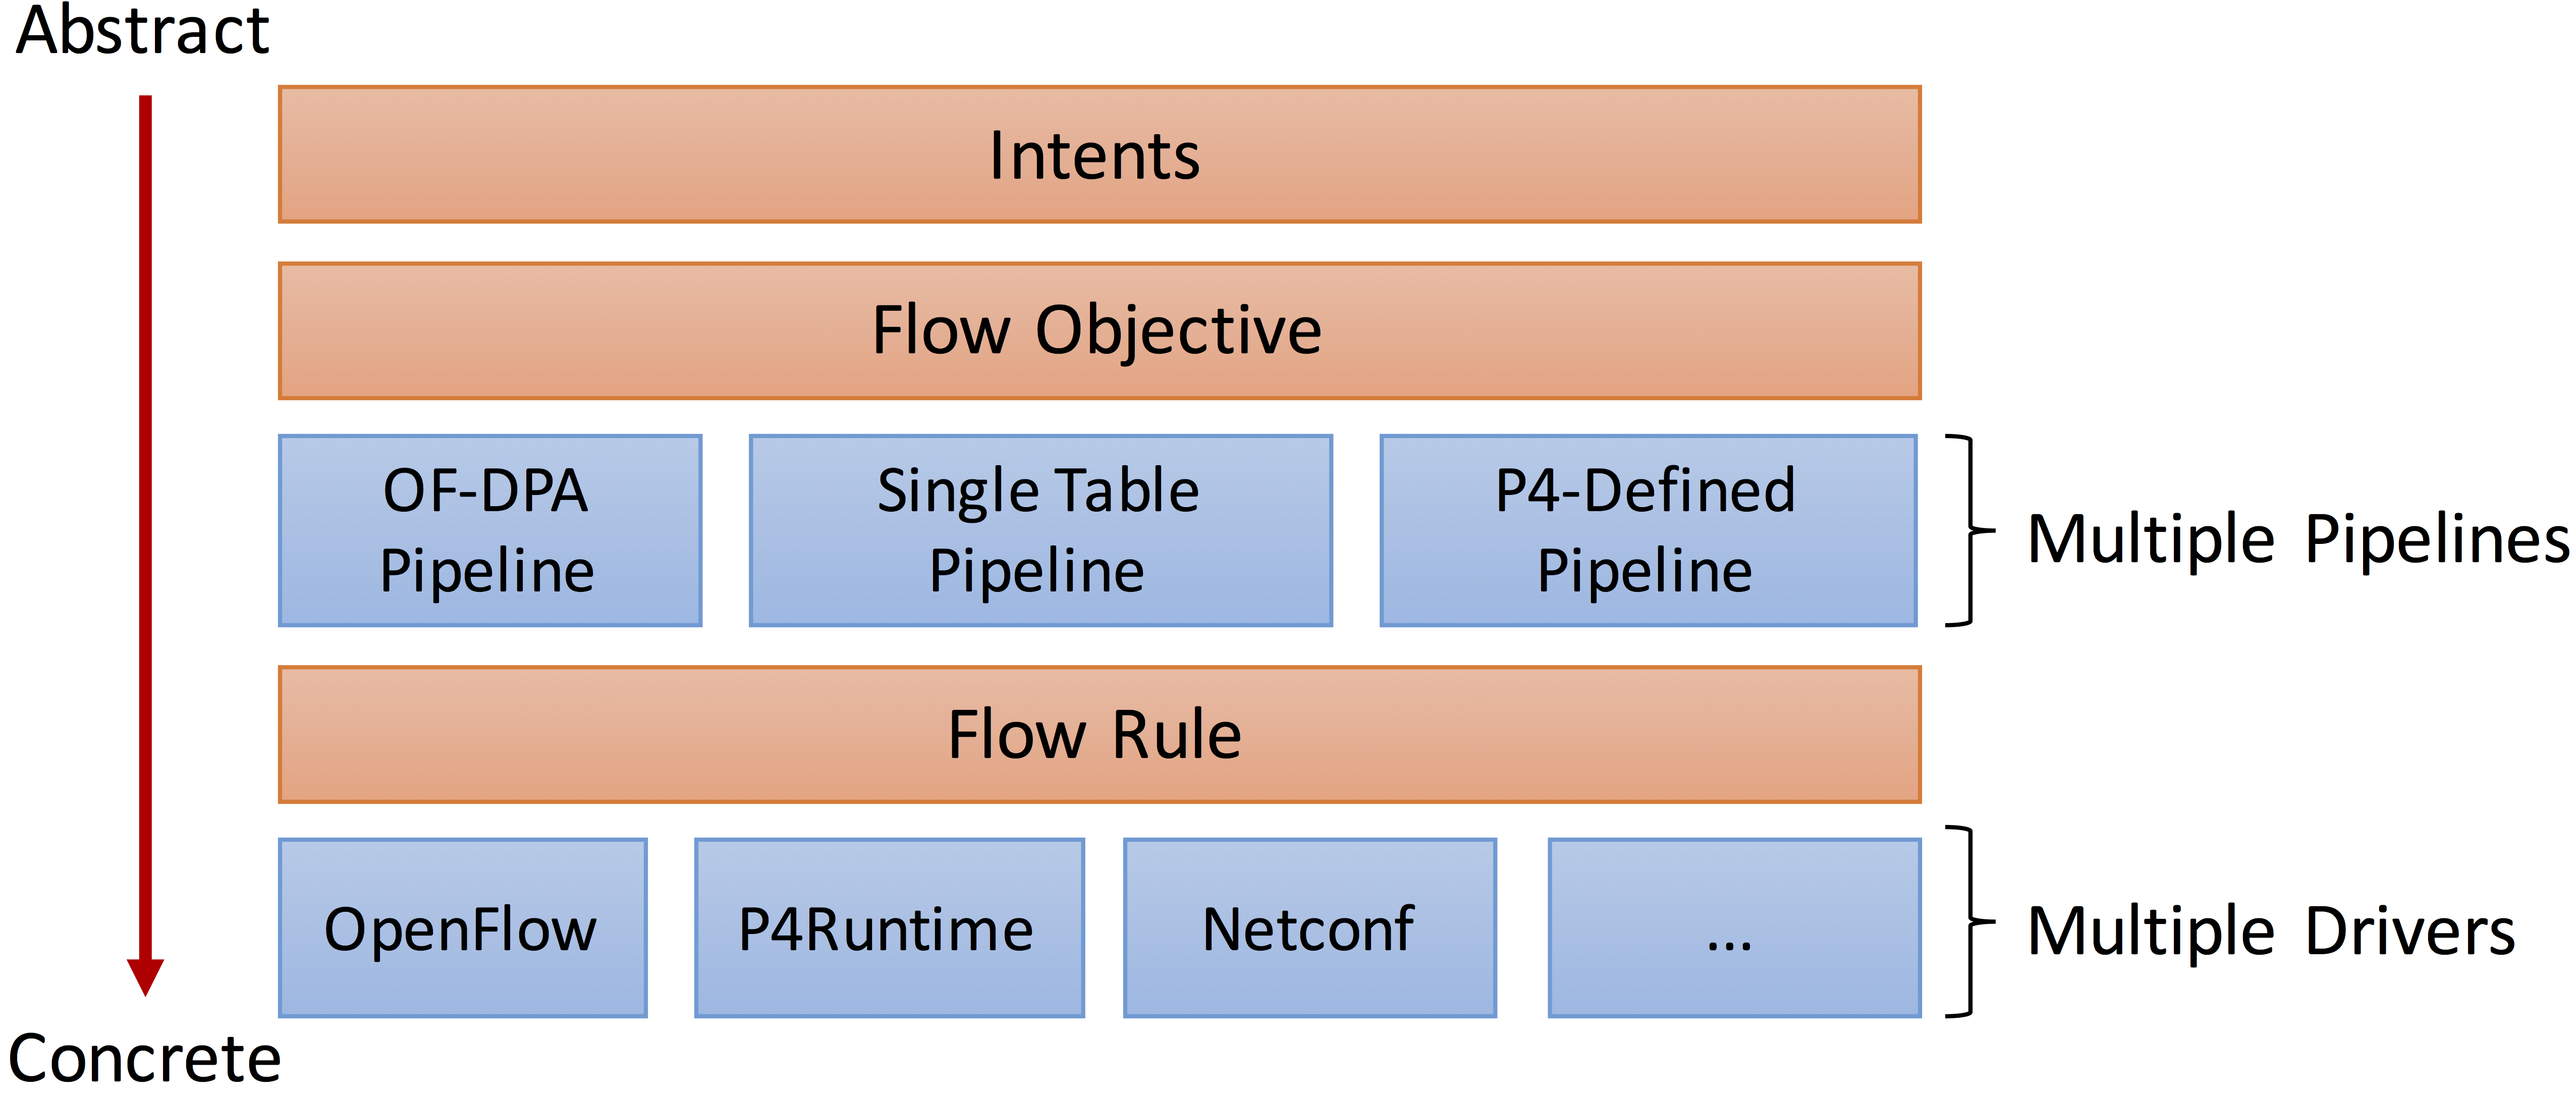 Abstract
Intents
Flow Objective
OF-DPA
Pipeline
Single Table
Pipeline
P4-Defined
Pipeline
Multiple Pipelines
Flow Rule
OpenFlow
P4Runtime
Netconf
...
Multiple Drivers
Concrete